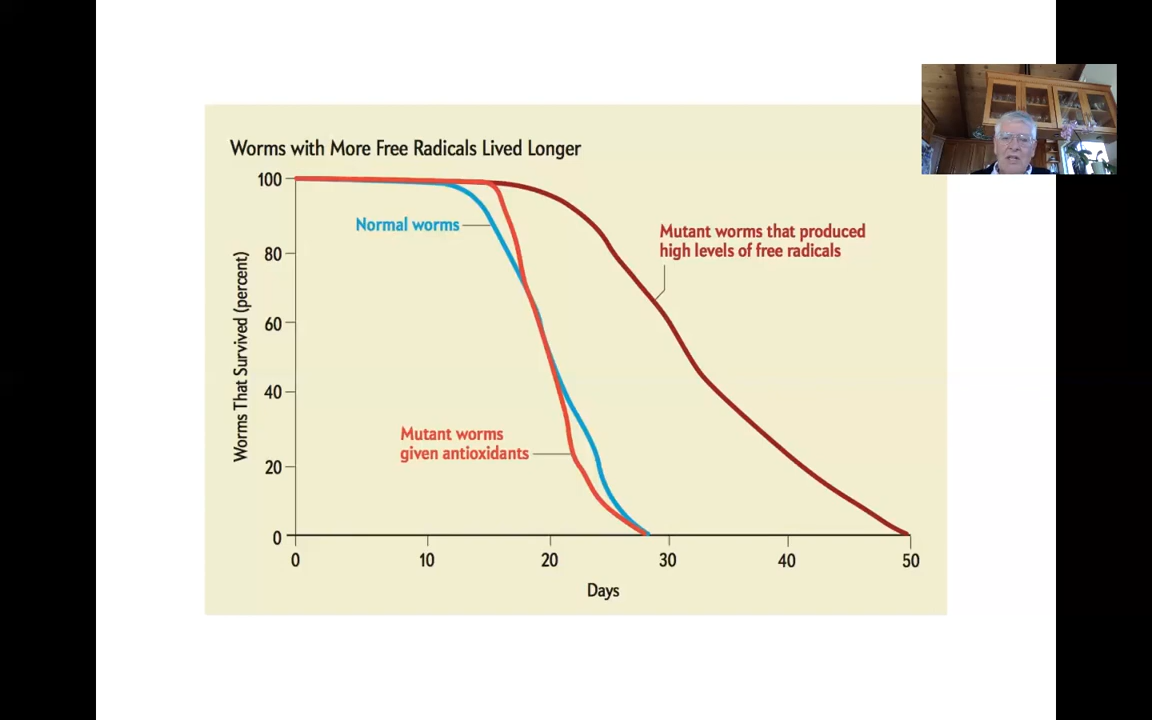 Worms with More Free Radicals Lived Longer
100
80
60
40
20
0
Worms That Survived (percent)
Normal worms
Mutant worms that produced
high levels of free radicals
Mutant worms
given antioxidants
0
10
20
30
40
50
Days